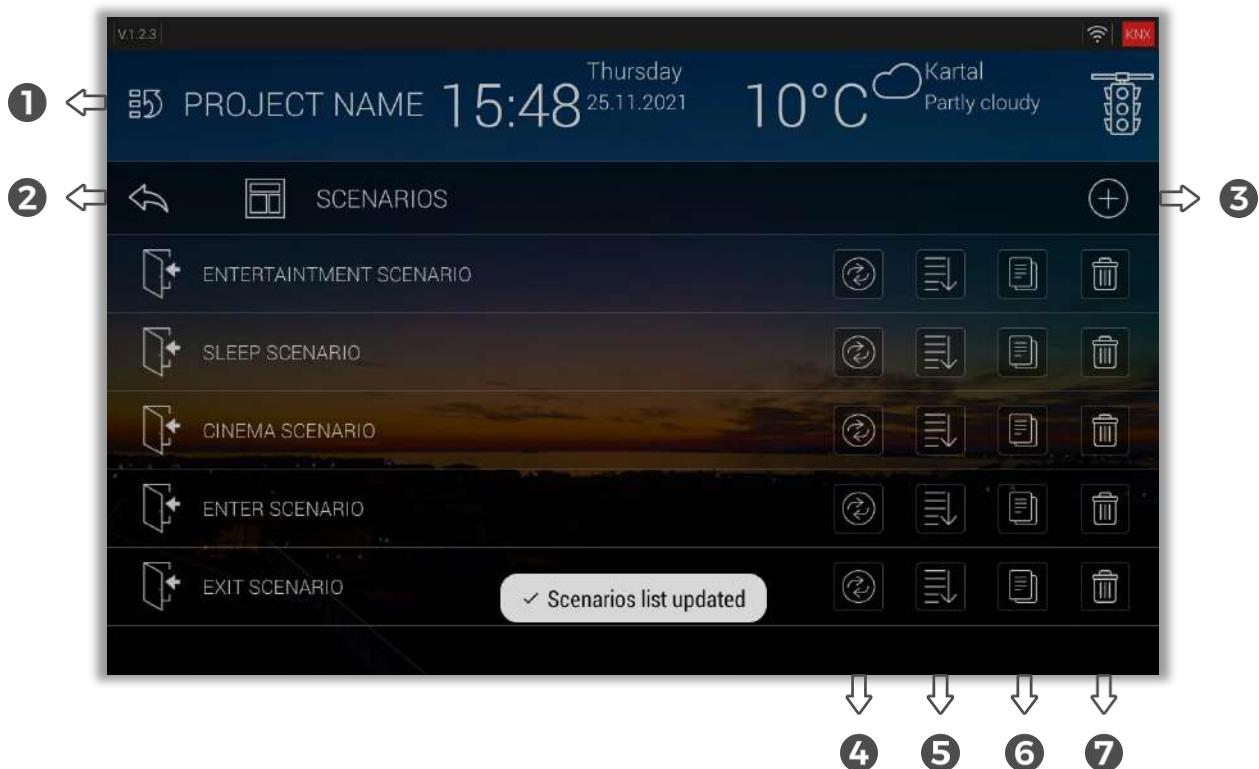 V.1.2.3
KNX
1
PROJECT NAME
15:48
Thursday
25.11.2021
10°C
Kartal
Partly cloudy
2
SCENARIOS
3
ENTERTAINTMENT SCENARIO
SLEEP SCENARIO
CINEMA SCENARIO
ENTER SCENARIO
EXIT SCENARIO
✓ Scenarios list updated
4
5
6
7